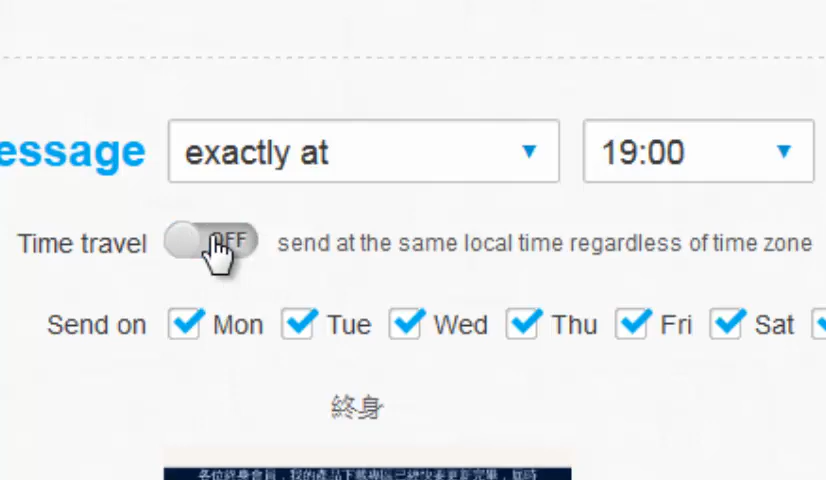 essage exactly at 19:00
Time travel OFF send at the same local time regardless of time zone
Send on Mon Tue Wed Thu Fri Sat
終身